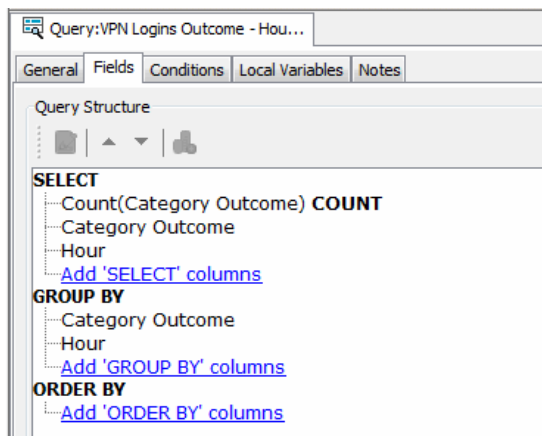 Query:VPN Logins Outcome - Hou...
General Fields Conditions Local Variables Notes
Query Structure
SELECT
Count(Category Outcome) COUNT
Category Outcome
Hour
Add 'SELECT' columns
GROUP BY
Category Outcome
Hour
Add 'GROUP BY' columns
ORDER BY
Add 'ORDER BY' columns